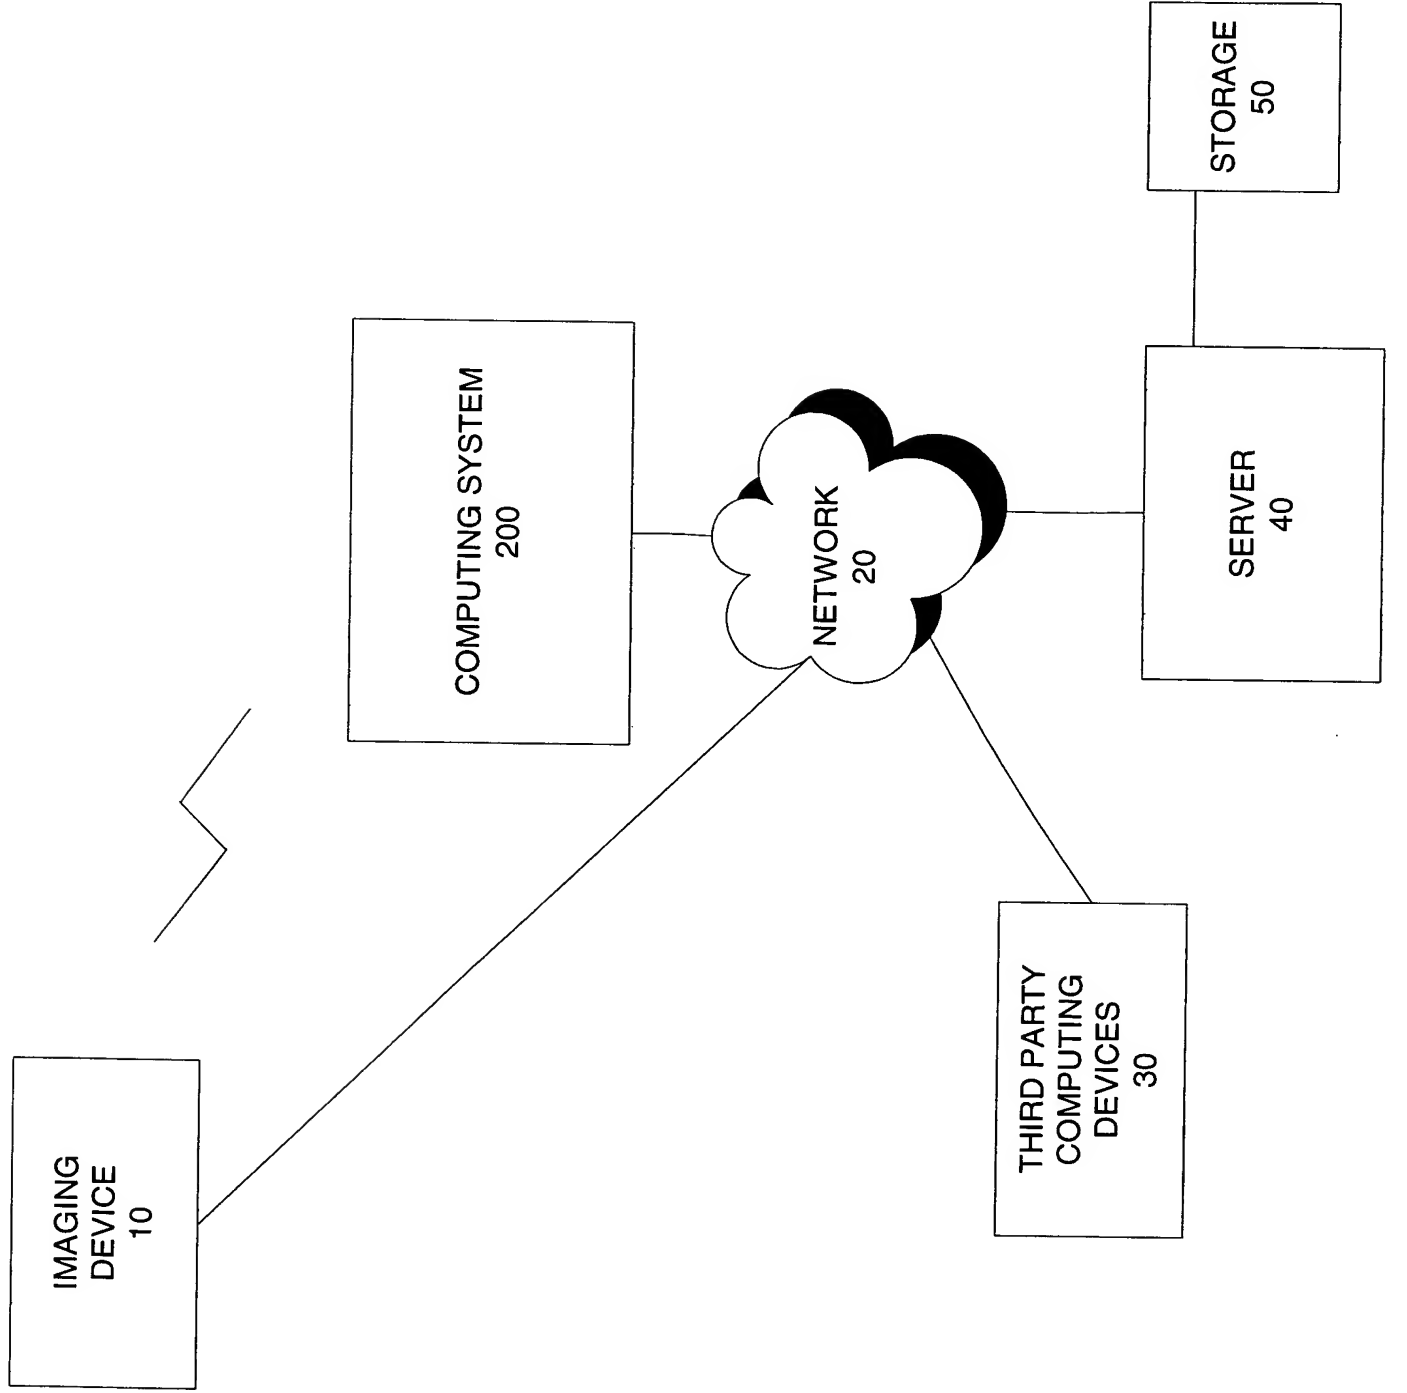 IMAGING
DEVICE
10
COMPUTING SYSTEM
200
NETWORK
20
THIRD PARTY
COMPUTING
DEVICES
30
SERVER
40
STORAGE
50